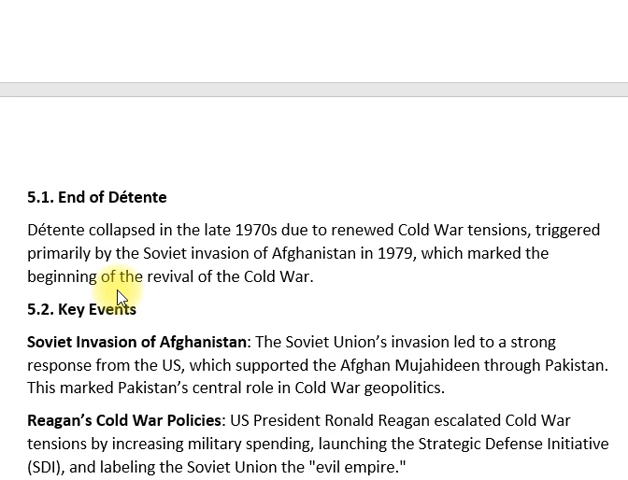 5.1. End of Détente
Détente collapsed in the late 1970s due to renewed Cold War tensions, triggered
primarily by the Soviet invasion of Afghanistan in 1979, which marked the
beginning of the revival of the Cold War.
5.2. Key Events
Soviet Invasion of Afghanistan: The Soviet Union’s invasion led to a strong
response from the US, which supported the Afghan Mujahideen through Pakistan.
This marked Pakistan’s central role in Cold War geopolitics.
Reagan’s Cold War Policies: US President Ronald Reagan escalated Cold War
tensions by increasing military spending, launching the Strategic Defense Initiative
(SDI), and labeling the Soviet Union the "evil empire."